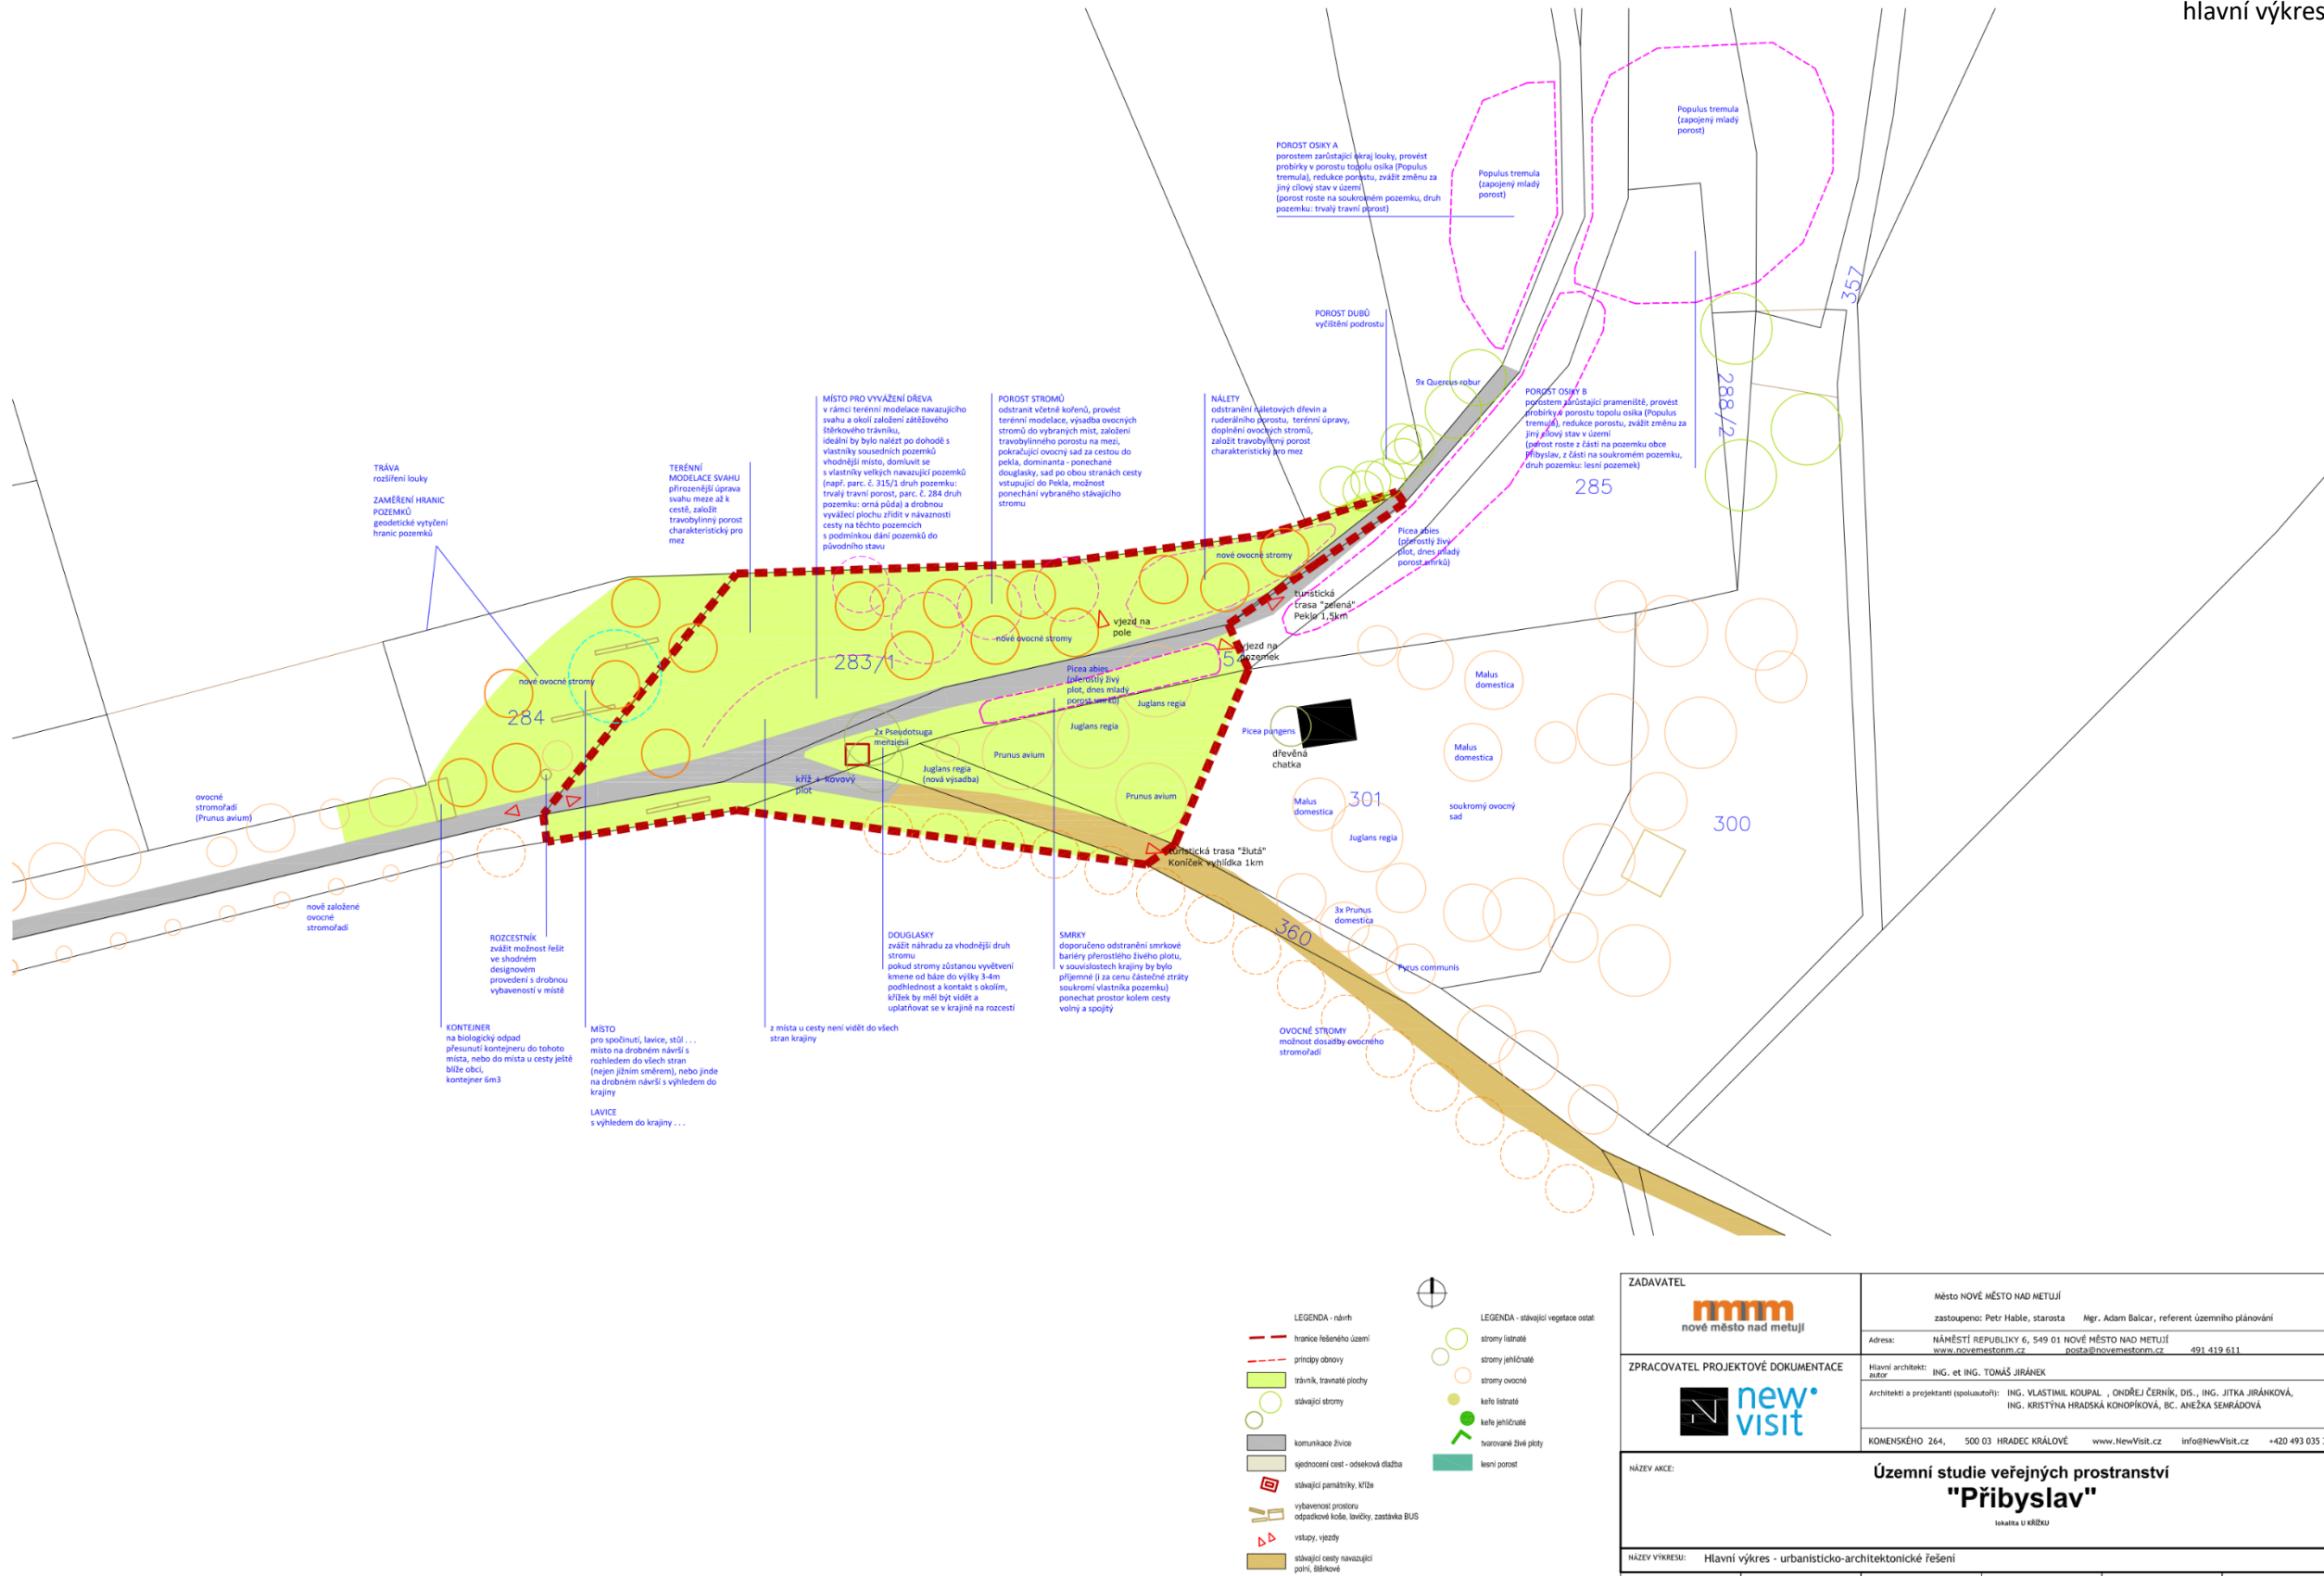 hlavní výkres
Populus tremula
(zapojený mladý
porost)
POROST OSIKY A
porostem zarůstající okraj louky, provést
probírky v porostu topolu osika (Populus
tremula), redukce porostu, zvážit změnu za
jiný cílový stav v území
(porost roste na soukromém pozemku, druh
pozemku: trvalý travní porost)
Populus tremula
(zapojený mladý
porost)
357
POROST DUBŮ
vyčištění podrostu
9x Quercus robur
288/2
POROST OSIKY B
porostem zarůstající prameniště, provést
probírky v porostu topolu osika (Populus
tremula), redukce porostu, zvážit změnu za
jiný cílový stav v území
(porost roste z části na pozemku obce
Přibyslav, z části na soukromém pozemku,
druh pozemku: lesní pozemek)
285
MÍSTO PRO VYVÁŽENÍ DŘEVA
v rámci terénní modelace navazujícího
svahu a okolí založení zátěžového
štěrkového trávníku,
ideální by bylo nalézt po dohodě s
vlastníky sousedních pozemků
vhodnější místo, domluvit se
s vlastníky velkých navazující pozemků
(např. parc. č. 315/1 druh pozemku:
trvalý travní porost, parc. č. 284 druh
pozemku: orná půda) a drobnou
vyvážecí plochu zřídit v návaznosti
cesty na těchto pozemcích
s podmínkou dání pozemků do
původního stavu
POROST STROMŮ
odstranit včetně kořenů, provést
terénní modelace, výsadba ovocných
stromů do vybraných míst, založení
travobylinného porostu na mezi,
pokračující ovocný sad za cestou do
pekla, dominanta - ponechané
douglasky, sad po obou stranách cesty
vstupující do Pekla, možnost
ponechání vybraného stávajícího
stromu
NÁLETY
odstranění náletových dřevin a
ruderálního porostu, terénní úpravy,
doplnění ovocných stromů,
založit travobylinný porost
charakteristický pro mez
TRÁVA
rozšíření louky
ZAMĚŘENÍ HRANIC
POZEMKŮ
geodetické vytyčení
hranic pozemků
TERÉNNÍ
MODELACE SVAHU
přirozenější úprava
svahu meze až k
cestě, založit
travobylinný porost
charakteristický pro
mez
Picea abies
(přerostlý živý
plot, dnes mladý
porost smrků)
nové ovocné stromy
turistická
trasa "zelená"
Peklo 1,5km
vjezd na
pole
nové ovocné stromy
vjezd na
pozemek
283/1
Picea abies
(přerostlý živý
plot, dnes mladý
porost smrků)
nové ovocné stromy
284
Juglans regia
Juglans regia
Malus
domestica
2x Pseudotsuga
menziesii
Picea pungens
dřevěná
chatka
Malus
domestica
Prunus avium
Juglans regia
(nová výsadba)
kříž + kovový
plot
Prunus avium
Malus
domestica
301
soukromý ovocný
sad
300
Juglans regia
ovocné
stromořadí
(Prunus avium)
turistická trasa "žlutá"
Koníček vyhlídka 1km
nově založené
ovocné
stromořadí
3x Prunus
domestica
360
Pyrus communis
ROZCESTNÍK
zvážit možnost řešit
ve shodném
designovém
provedení s drobnou
vybaveností v místě
DOUGLASKY
zvážit náhradu za vhodnější druh
stromu
pokud stromy zůstanou vyvětvení
kmene od báze do výšky 3-4m
podhlednost a kontakt s okolím,
křížek by měl být vidět a
uplatňovat se v krajině na rozcestí
SMRKY
doporučeno odstranění smrkové
bariéry přerostlého živého plotu,
v souvislostech krajiny by bylo
příjemné (i za cenu částečné ztráty
soukromí vlastníka pozemku)
ponechat prostor kolem cesty
volný a spojitý
KONTEJNER
na biologický odpad
přesunutí kontejneru do tohoto
místa, nebo do místa u cesty ještě
blíže obci,
kontejner 6m3
MÍSTO
pro spočinutí, lavice, stůl . . .
místo na drobném návrší s
rozhledem do všech stran
(nejen jižním směrem), nebo jinde
na drobném návrší s výhledem do
krajiny
LAVICE
s výhledem do krajiny . . .
z místa u cesty není vidět do všech
stran krajiny
OVOCNÉ STROMY
možnost dosadby ovocného
stromořadí
LEGENDA - návrh
hranice řešeného území
principy obnovy
trávník, travnaté plochy
stávající stromy
komunikace živice
sjednocení cest - odseková dlažba
stávající památníky, kříže
vybavenost prostoru
odpadkové koše, lavičky, zastávka BUS
vstupy, vjezdy
stávající cesty navazující
polní, štěrkové
LEGENDA - stávající vegetace ostat
stromy listnaté
stromy jehličnaté
stromy ovocné
keře listnaté
keře jehličnaté
tvarované živé ploty
lesní porost
ZADAVATEL
nmnm
nové město nad metují
Město NOVÉ MĚSTO NAD METUJÍ
zastoupeno: Petr Hable, starosta Mgr. Adam Balcar, referent územního plánování
Adresa: NÁMĚSTÍ REPUBLIKY 6, 549 01 NOVÉ MĚSTO NAD METUJÍ
www.novemestonm.cz posta@novemestonm.cz 491 419 611
ZPRACOVATEL PROJEKTOVÉ DOKUMENTACE
new visit
Hlavní architekt:
autor ING. et ING. TOMÁŠ JIRÁNEK
Architekti a projektanti (spoluautoři): ING. VLASTIMIL KOUPAL , ONDŘEJ ČERNÍK, DiS., ING. JITKA JIRÁNKOVÁ,
ING. KRISTÝNA HRADSKÁ KONOPÍKOVÁ, BC. ANEŽKA SEMRÁDOVÁ
KOMENSKÉHO 264, 500 03 HRADEC KRÁLOVÉ www.NewVisit.cz info@NewVisit.cz +420 493 035
NÁZEV AKCE:
Územní studie veřejných prostranství
"Přibyslav"
lokalita U KŘÍŽKU
NÁZEV VÝKRESU: Hlavní výkres - urbanisticko-architektonické řešení